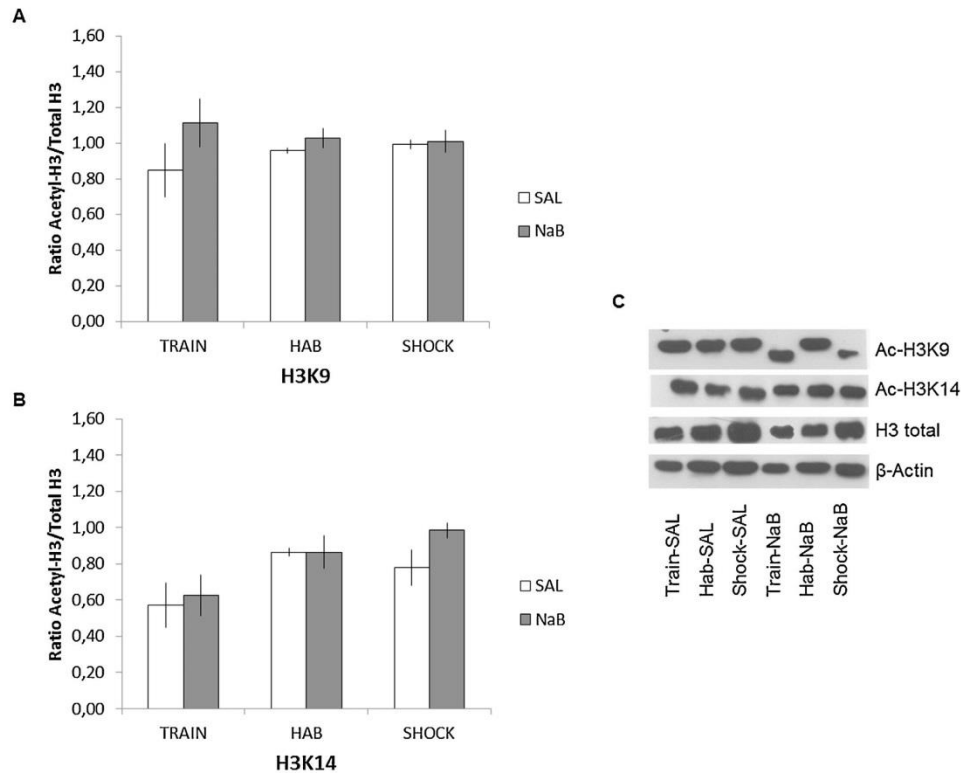 A
Ratio Acetyl-H3/Total H3
1,60
1,40
1,20
1,00
0,80
0,60
0,40
0,20
0,00
TRAIN HAB SHOCK
H3K9
SAL
NaB
B
Ratio Acetyl-H3/Total H3
1,60
1,40
1,20
1,00
0,80
0,60
0,40
0,20
0,00
TRAIN HAB SHOCK
H3K14
SAL
NaB
C
Ac-H3K9
Ac-H3K14
H3 total
β-Actin
Train-SAL
Hab-SAL
Shock-SAL
Train-NaB
Hab-NaB
Shock-NaB